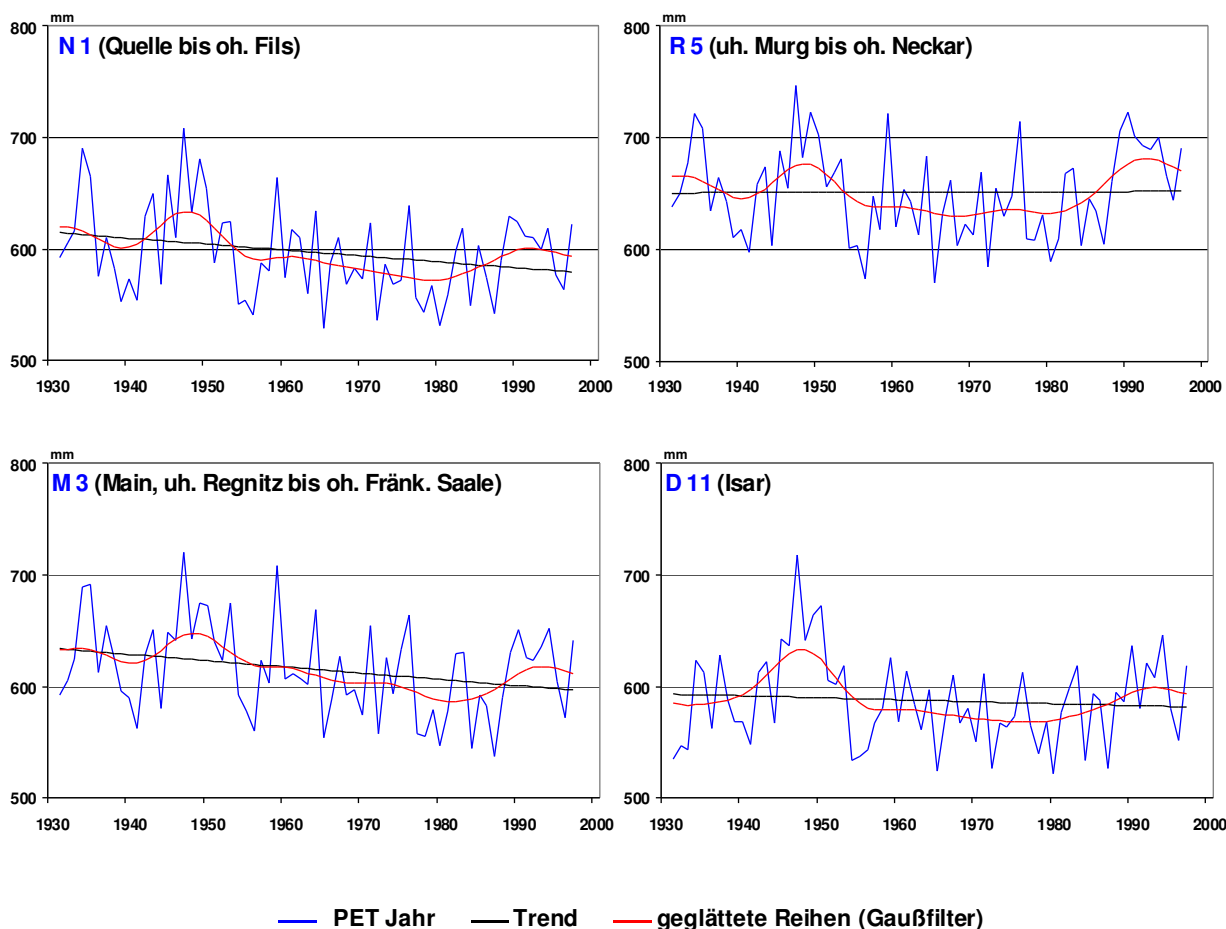 mm
800
700
600
500
N 1 (Quelle bis oh. Fils)
1930 1940 1950 1960 1970 1980 1990 2000
mm
800
700
600
500
R 5 (uh. Murg bis oh. Neckar)
1930 1940 1950 1960 1970 1980 1990 2000
mm
800
700
600
500
M 3 (Main, uh. Regnitz bis oh. Fränk. Saale)
1930 1940 1950 1960 1970 1980 1990 2000
mm
800
700
600
500
D 11 (Isar)
1930 1940 1950 1960 1970 1980 1990 2000
PET Jahr Trend geglättete Reihen (Gaußfilter)